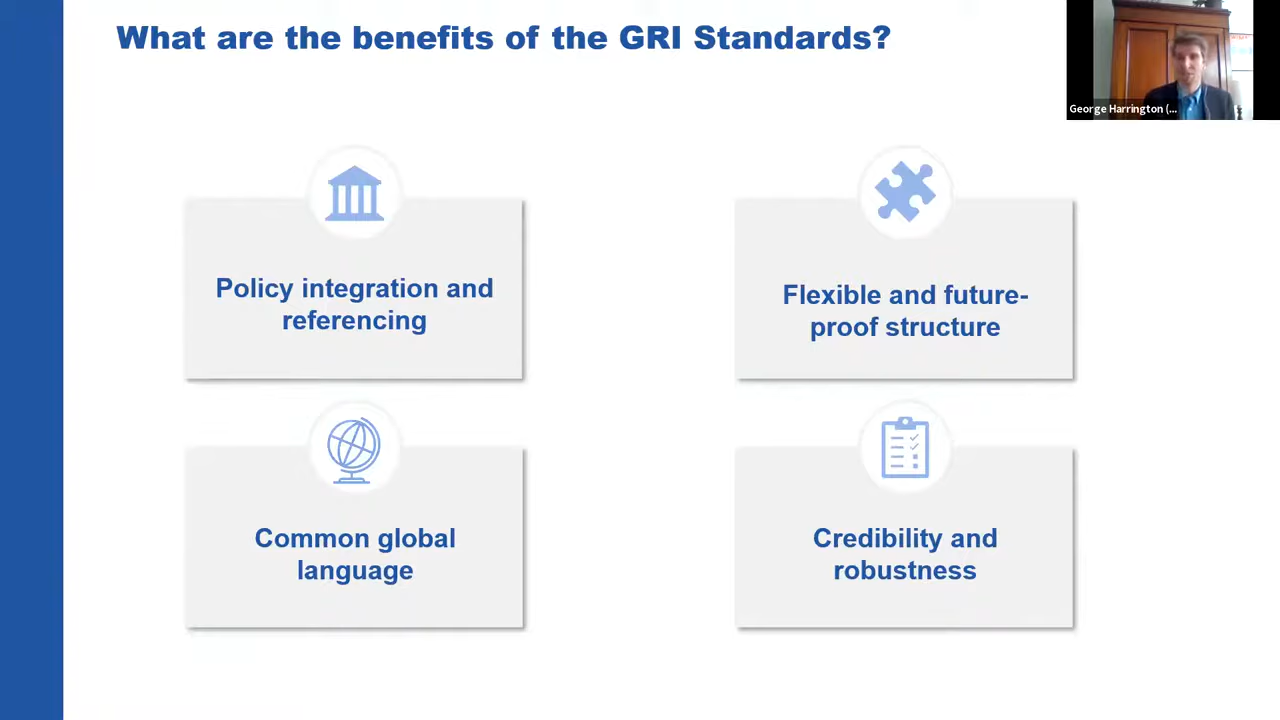 What are the benefits of the GRI Standards?
George Harrington (...
Policy integration and
referencing
Flexible and future-
proof structure
Common global
language
Credibility and
robustness